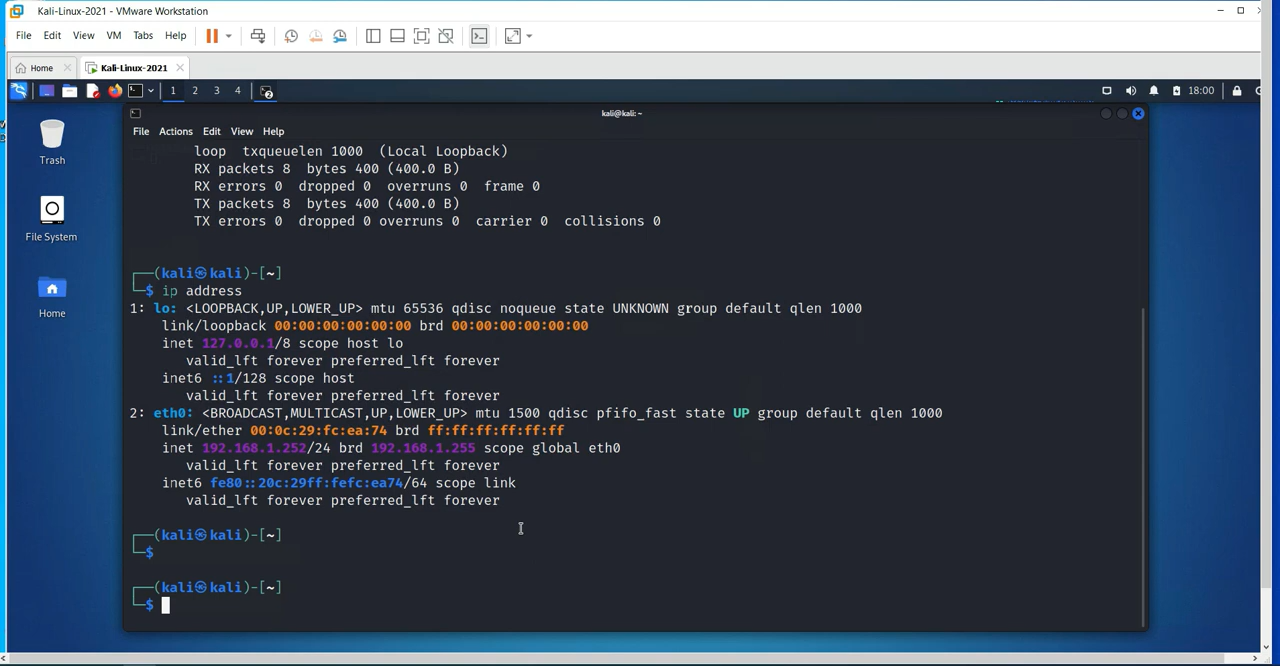 Kali-Linux-2021 - VMware Workstation
File Edit View VM Tabs Help
Home Kali-Linux-2021
1 2 3 4 2 18:00
kali@kali: ~
File Actions Edit View Help
Trash
File System
Home
loop txqueuelen 1000 (Local Loopback)
RX packets 8 bytes 400 (400.0 B)
RX errors 0 dropped 0 overruns 0 frame 0
TX packets 8 bytes 400 (400.0 B)
TX errors 0 dropped 0 overruns 0 carrier 0 collisions 0
┌──(kali㉿kali)-[~]
└─$ ip address
1: lo: <LOOPBACK,UP,LOWER_UP> mtu 65536 qdisc noqueue state UNKNOWN group default qlen 1000
link/loopback 00:00:00:00:00:00 brd 00:00:00:00:00:00
inet 127.0.0.1/8 scope host lo
valid_lft forever preferred_lft forever
inet6 ::1/128 scope host
valid_lft forever preferred_lft forever
2: eth0: <BROADCAST,MULTICAST,UP,LOWER_UP> mtu 1500 qdisc pfifo_fast state UP group default qlen 1000
link/ether 00:0c:29:fc:ea:74 brd ff:ff:ff:ff:ff:ff
inet 192.168.1.252/24 brd 192.168.1.255 scope global eth0
valid_lft forever preferred_lft forever
inet6 fe80::20c:29ff:fefc:ea74/64 scope link
valid_lft forever preferred_lft forever
┌──(kali㉿kali)-[~]
└─$
┌──(kali㉿kali)-[~]
└─$